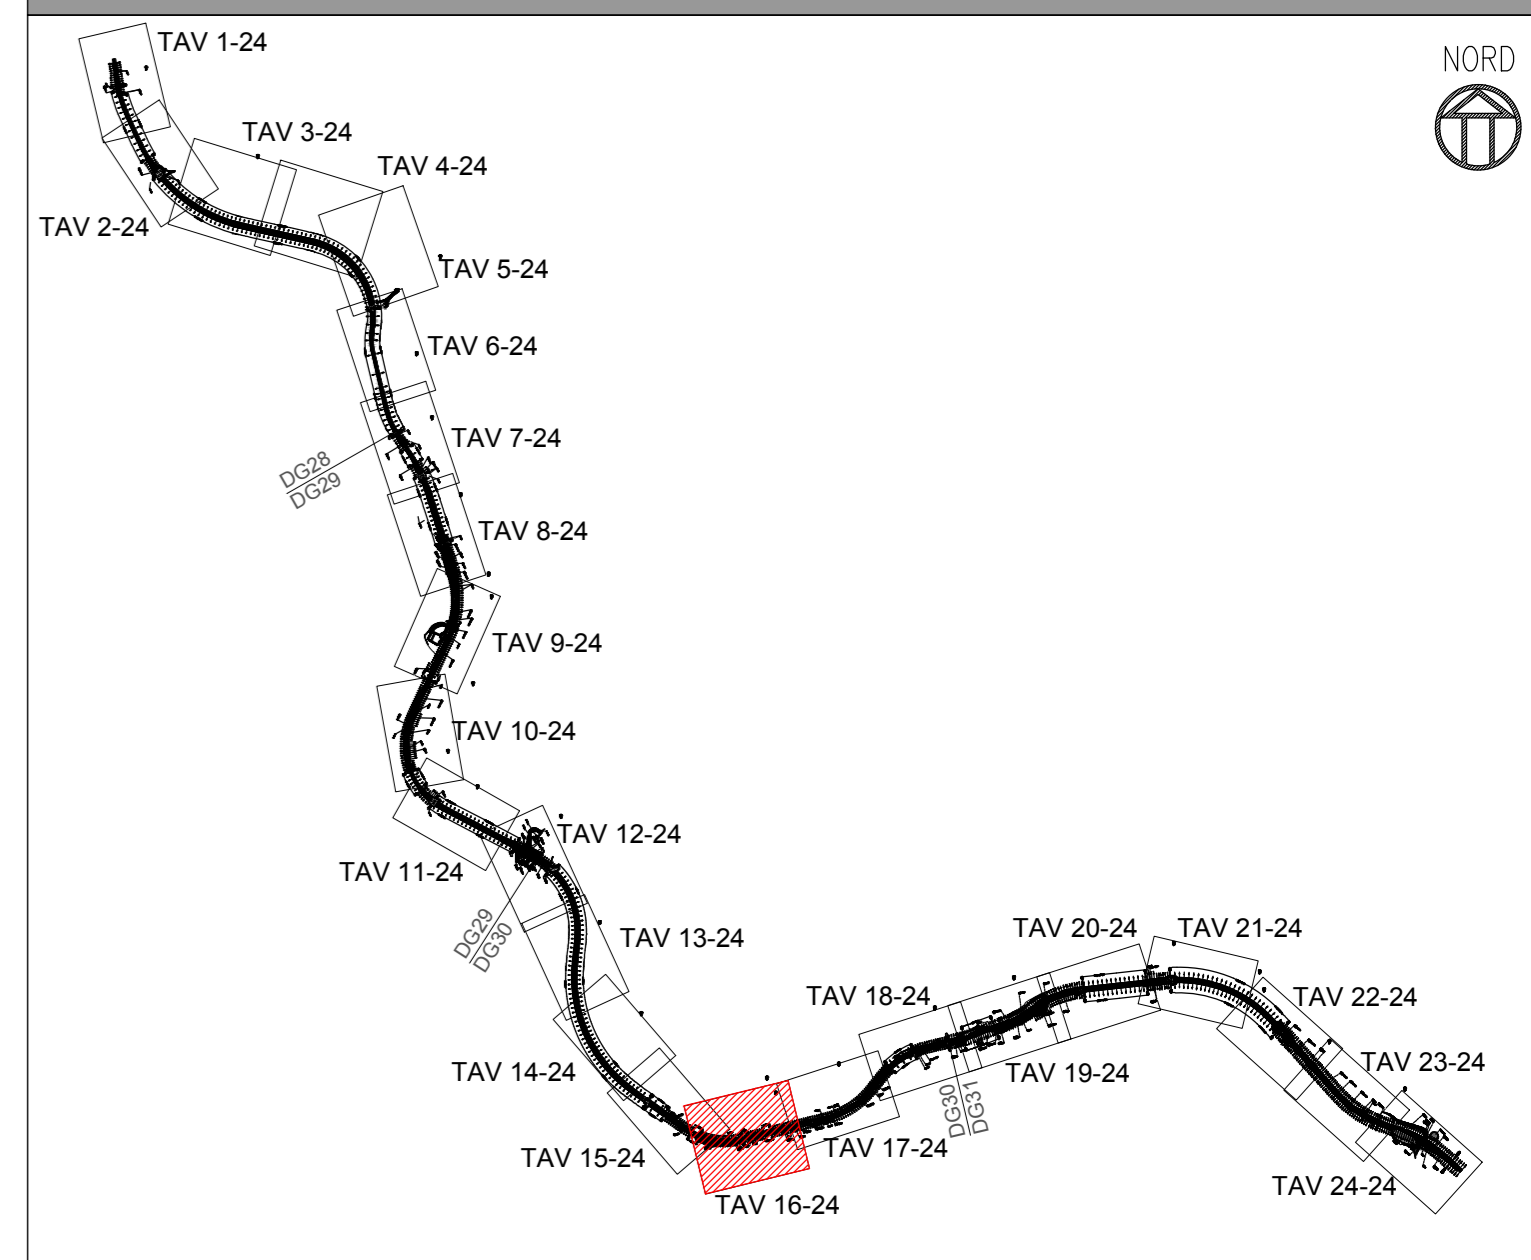 TAV 1-24
NORD
TAV 3-24
TAV 4-24
TAV 2-24
TAV 5-24
TAV 6-24
TAV 7-24
DG28
DG29
TAV 8-24
TAV 9-24
TAV 10-24
TAV 12-24
TAV 11-24
DG29
DG30
TAV 13-24
TAV 20-24
TAV 21-24
TAV 18-24
TAV 22-24
TAV 14-24
TAV 19-24
TAV 23-24
DG30
DG31
TAV 17-24
TAV 15-24
TAV 24-24
TAV 16-24